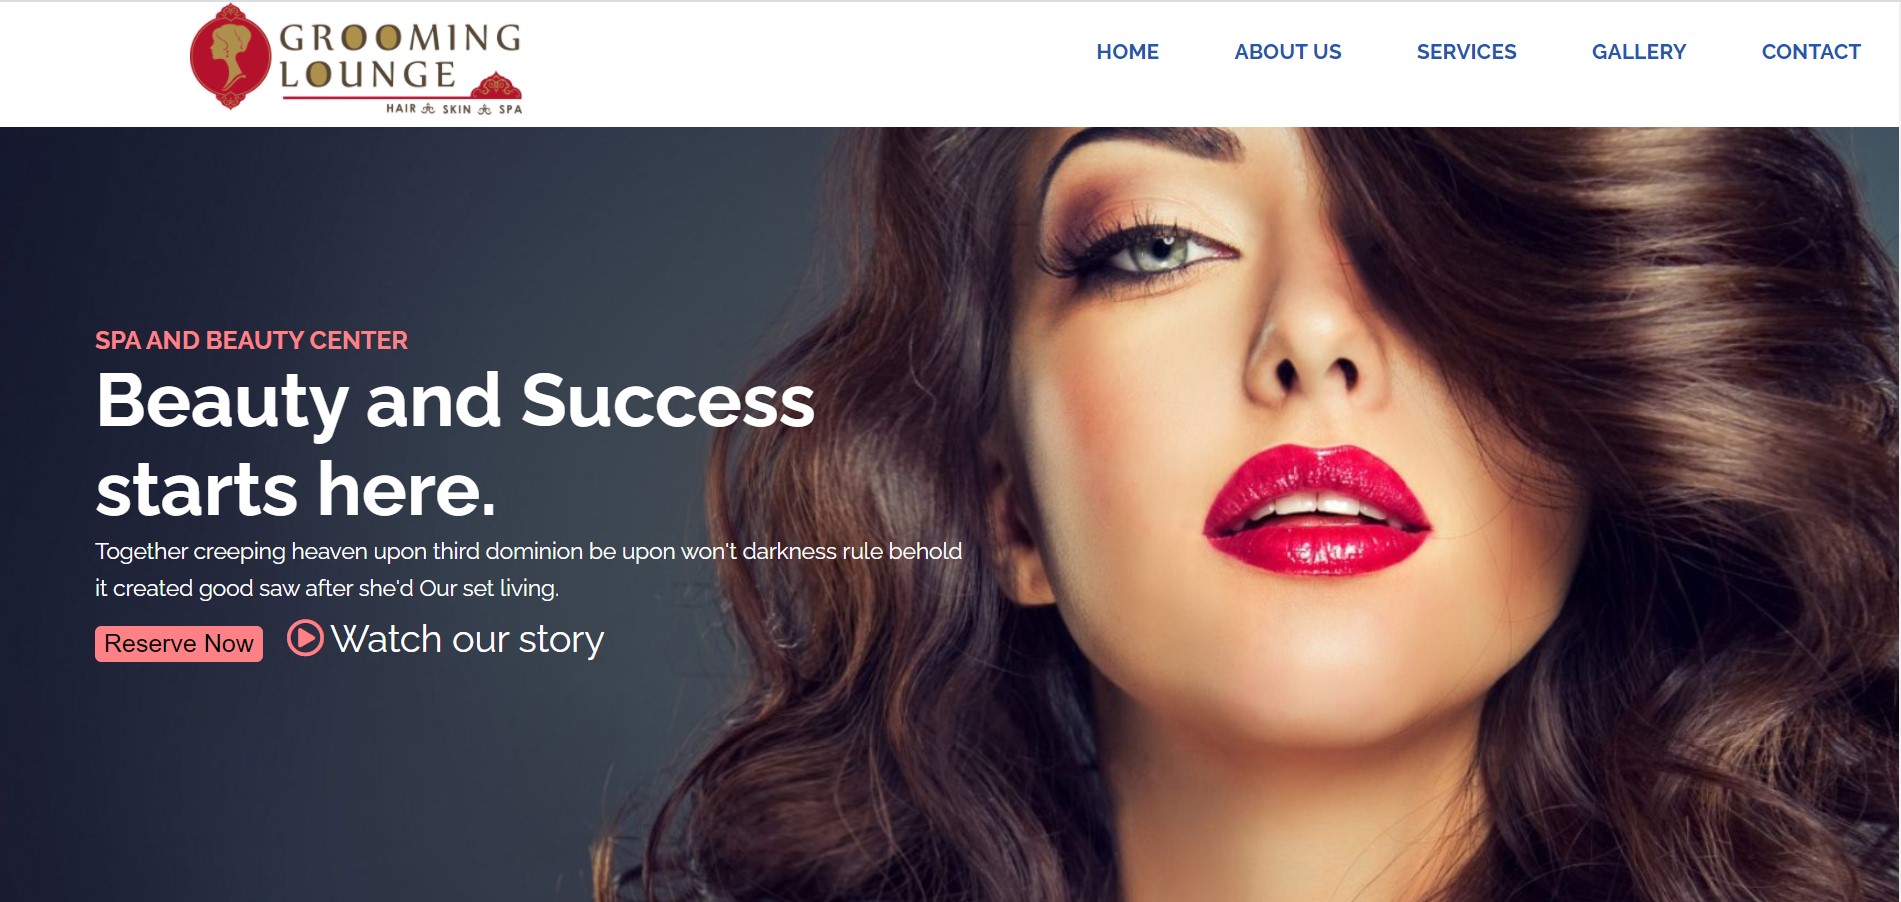 GROOMING
LOUNGE
HAIR SKIN SPA
HOME ABOUT US SERVICES GALLERY CONTACT
SPA AND BEAUTY CENTER
Beauty and Success
starts here.
Together creeping heaven upon third dominion be upon won't darkness rule behold
it created good saw after she'd Our set living.
Reserve Now Watch our story